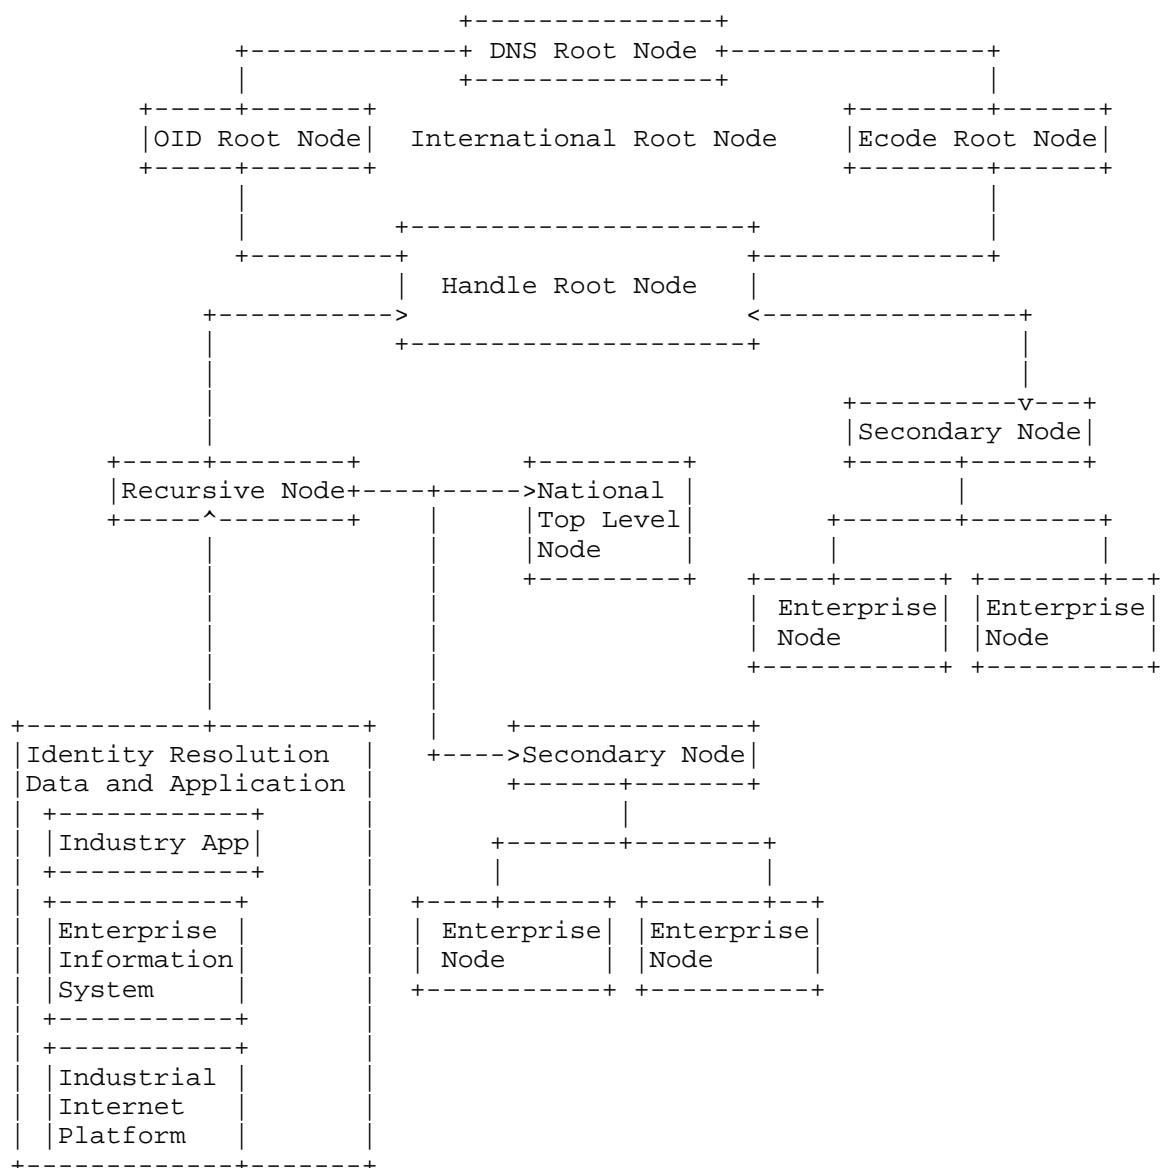 DNS Root Node
OID Root Node International Root Node Ecode Root Node
Handle Root Node
Secondary Node
Recursive Node National
Top Level
Node
Enterprise Enterprise
Node Node
Identity Resolution Secondary Node
Data and Application
Industry App
Enterprise Enterprise Enterprise
Information Node Node
System
Industrial
Internet
Platform